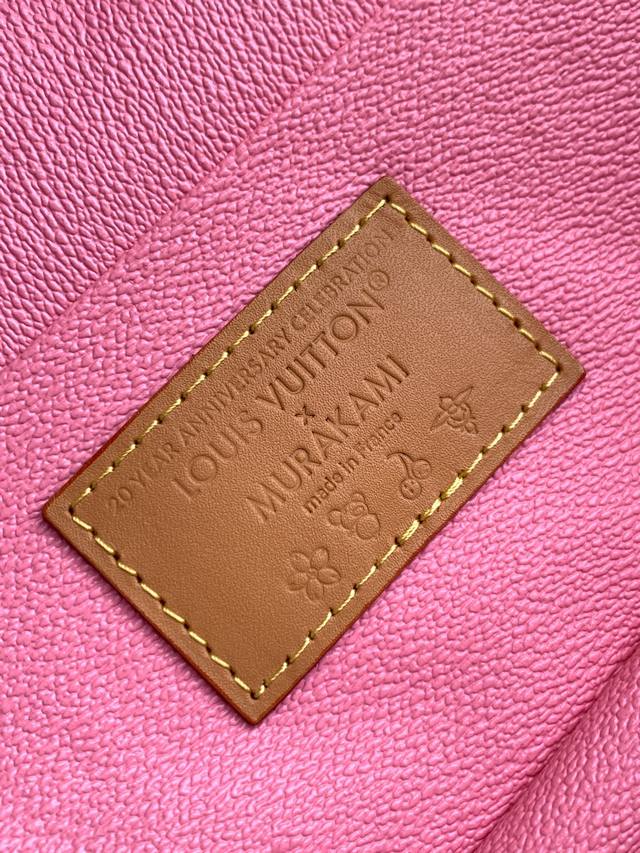 20 YEAR ANNIVERSARY CELEBRATION
LOUIS VUITTON®
×
MURAKAMI
made in France